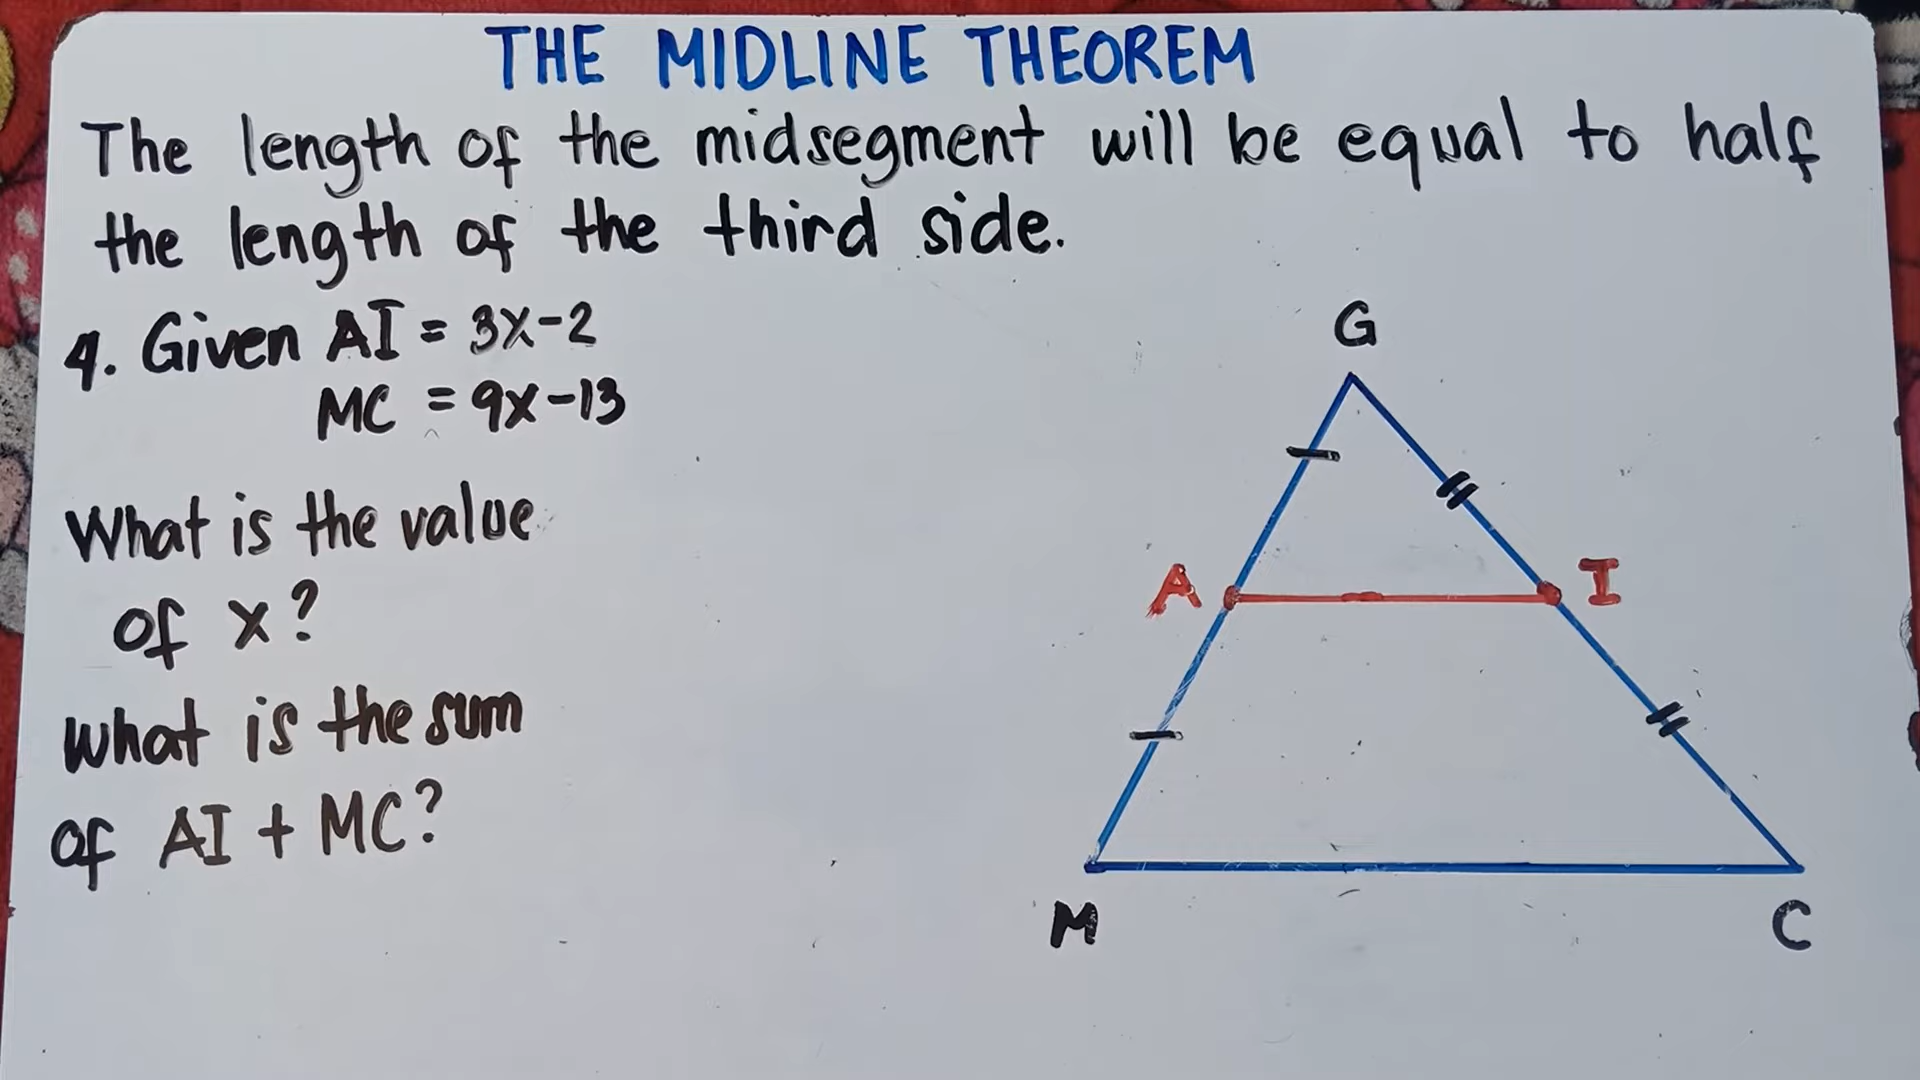 THE MIDLINE THEOREM
The length of the midsegment will be equal to half
the length of the third side.
4. Given AI = 3x-2
MC = 9x-13
What is the value
of x?
What is the sum
of AI + MC?
G
A
I
M
C